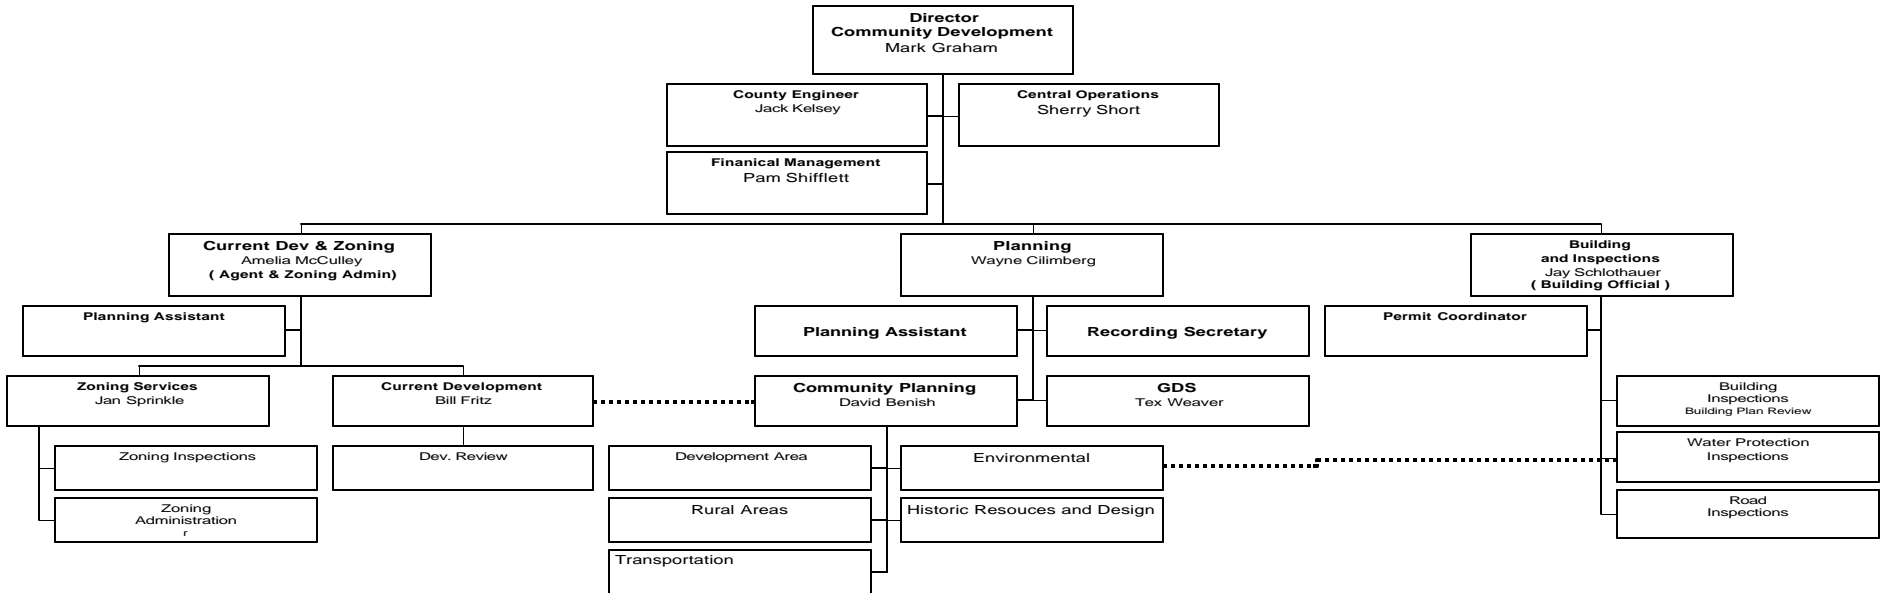 Director
Community Development
Mark Graham
County Engineer
Jack Kelsey
Central Operations
Sherry Short
Finanical Management
Pam Shifflett
Current Dev & Zoning
Amelia McCulley
( Agent & Zoning Admin)
Planning
Wayne Cilimberg
Building
and Inspections
Jay Schlothauer
( Building Official )
Planning Assistant
Planning Assistant
Recording Secretary
Permit Coordinator
Zoning Services
Jan Sprinkle
Current Development
Bill Fritz
Community Planning
David Benish
GDS
Tex Weaver
Building
Inspections
Building Plan Review
Zoning Inspections
Dev. Review
Development Area
Environmental
Water Protection
Inspections
Zoning
Administration
r
Rural Areas
Historic Resouces and Design
Road
Inspections
Transportation